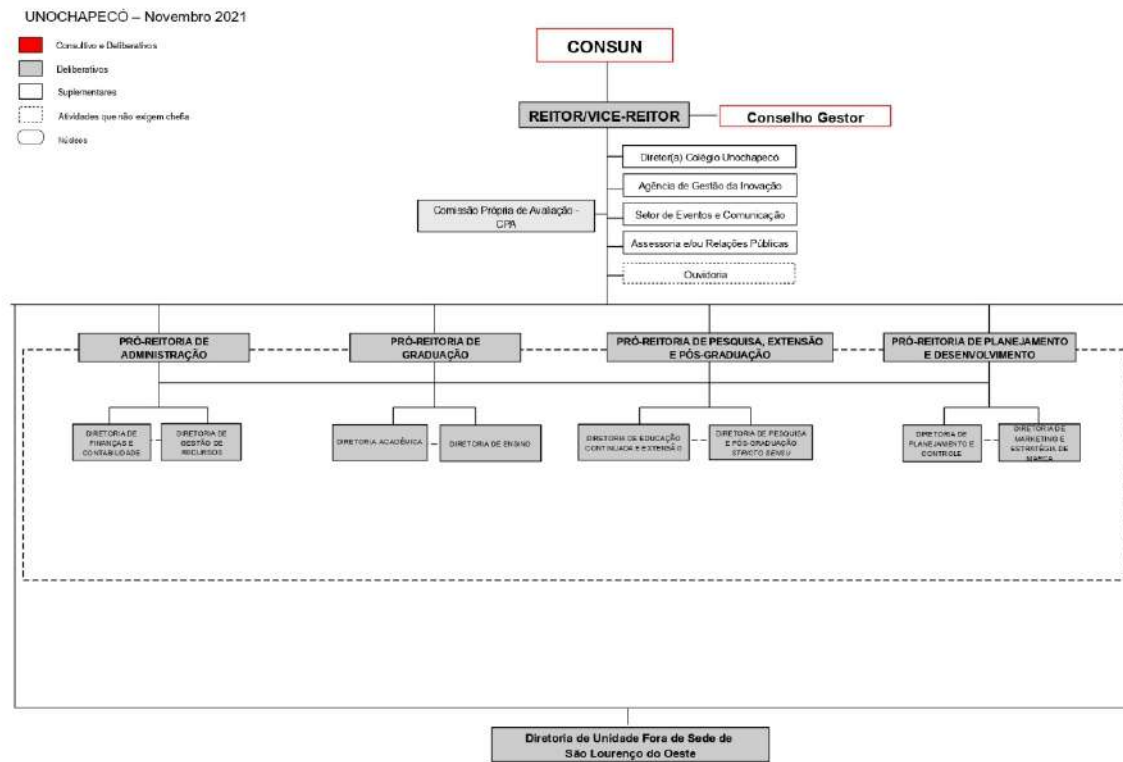 UNOCHAPECÓ – Novembro 2021
Consultivo e Deliberativos
Deliberativos
Suplementares
Atividades que não exigem chefia
Núcleos
CONSUN
REITOR/VICE-REITOR
Conselho Gestor
Diretor(a) Colégio Unochapecó
Agência de Gestão da Inovação
Comissão Própria de Avaliação -
CPA
Setor de Eventos e Comunicação
Assessoria e/ou Relações Públicas
Ouvidoria
PRÓ-REITORIA DE
ADMINISTRAÇÃO
PRÓ-REITORIA DE
GRADUAÇÃO
PRÓ-REITORIA DE PESQUISA, EXTENSÃO
E PÓS-GRADUAÇÃO
PRÓ-REITORIA DE PLANEJAMENTO
E DESENVOLVIMENTO
DIRETORIA DE
FINANÇAS E
CONTABILIDADE
DIRETORIA DE
GESTÃO DE
RECURSOS
DIRETORIA ACADÊMICA
DIRETORIA DE ENSINO
DIRETORIA DE EDUCAÇÃO
CONTINUADA E EXTENSÃO
DIRETORIA DE PESQUISA
E PÓS-GRADUAÇÃO
STRICTO SENSU
DIRETORIA DE
PLANEJAMENTO E
CONTROLE
DIRETORIA DE
MARKETING E
ESTRATÉGIA DE
MARCA
Diretoria de Unidade Fora de Sede de
São Lourenço do Oeste